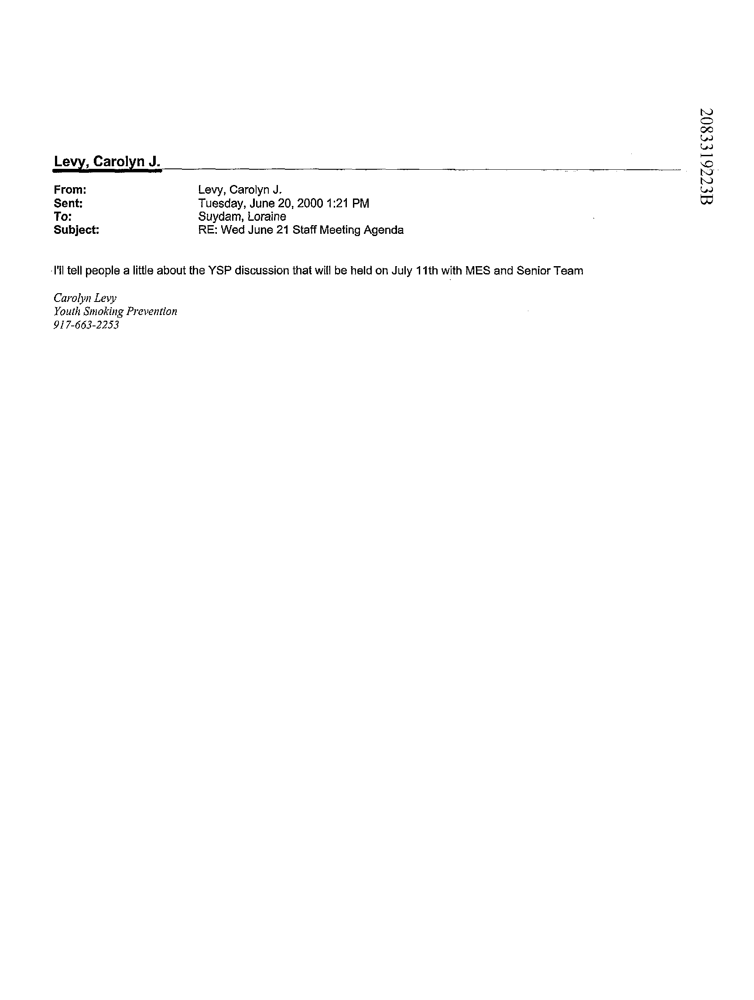 2083319223B
Levy, Carolyn J.
From: Levy, Carolyn J.
Sent: Tuesday, June 20, 2000 1:21 PM
To: Suydam, Loraine
Subject: RE: Wed June 21 Staff Meeting Agenda
I'll tell people a little about the YSP discussion that will be held on July 11th with MES and Senior Team
Carolyn Levy
Youth Smoking Prevention
917-663-2253